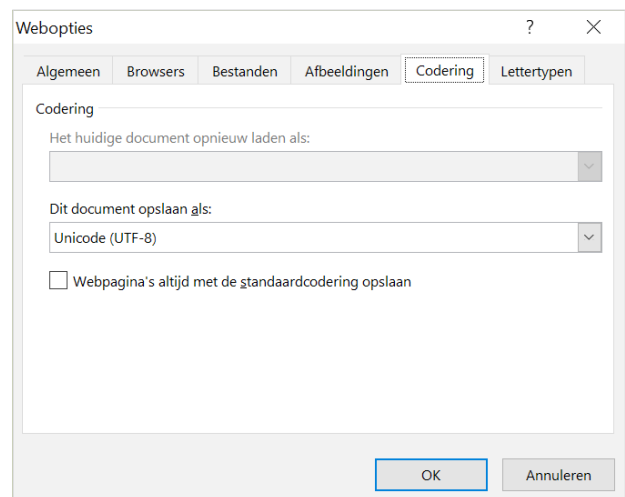 Webopties
Algemeen Browsers Bestanden Afbeeldingen Codering Lettertypen
Codering
Het huidige document opnieuw laden als:
Dit document opslaan als:
Unicode (UTF-8)
Webpagina's altijd met de standaardcodering opslaan
OK Annuleren